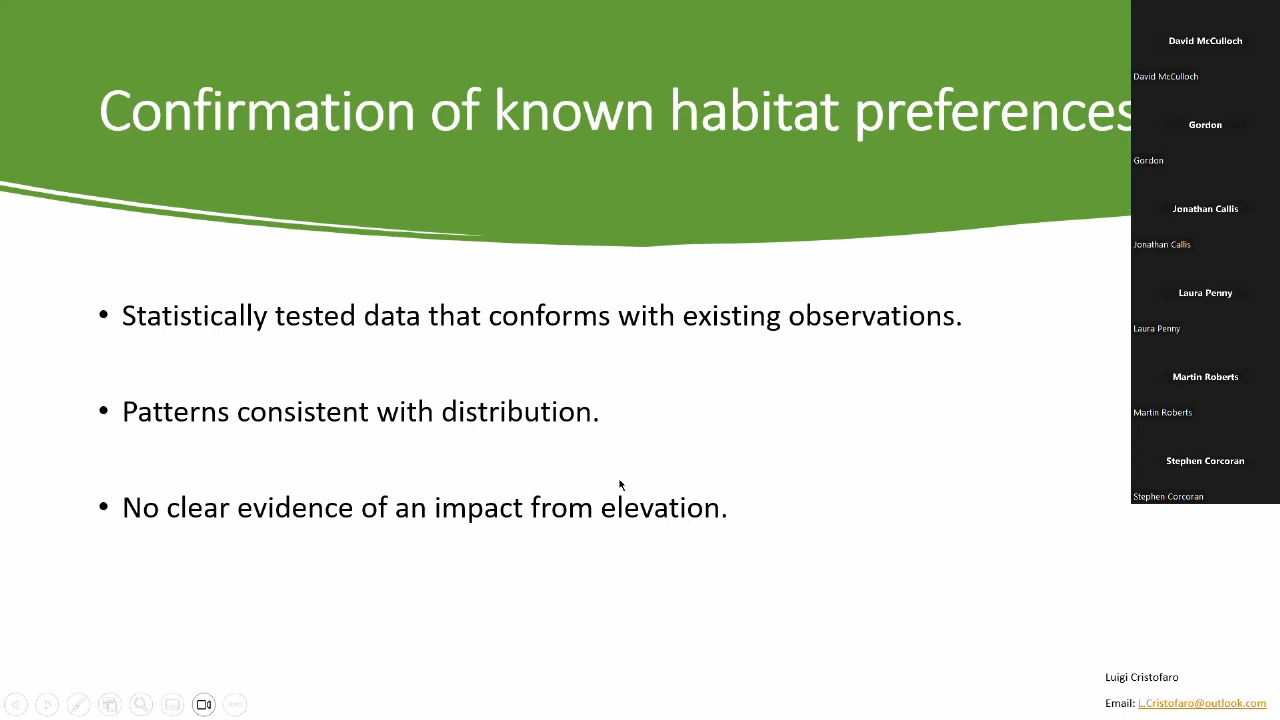 Confirmation of known habitat preferences
• Statistically tested data that conforms with existing observations.
• Patterns consistent with distribution.
• No clear evidence of an impact from elevation.
David McCulloch
David McCulloch
Gordon
Gordon
Jonathan Callis
Jonathan Callis
Laura Penny
Laura Penny
Martin Roberts
Martin Roberts
Stephen Corcoran
Stephen Corcoran
Luigi Cristofaro
Email: L.Cristofaro@outlook.com